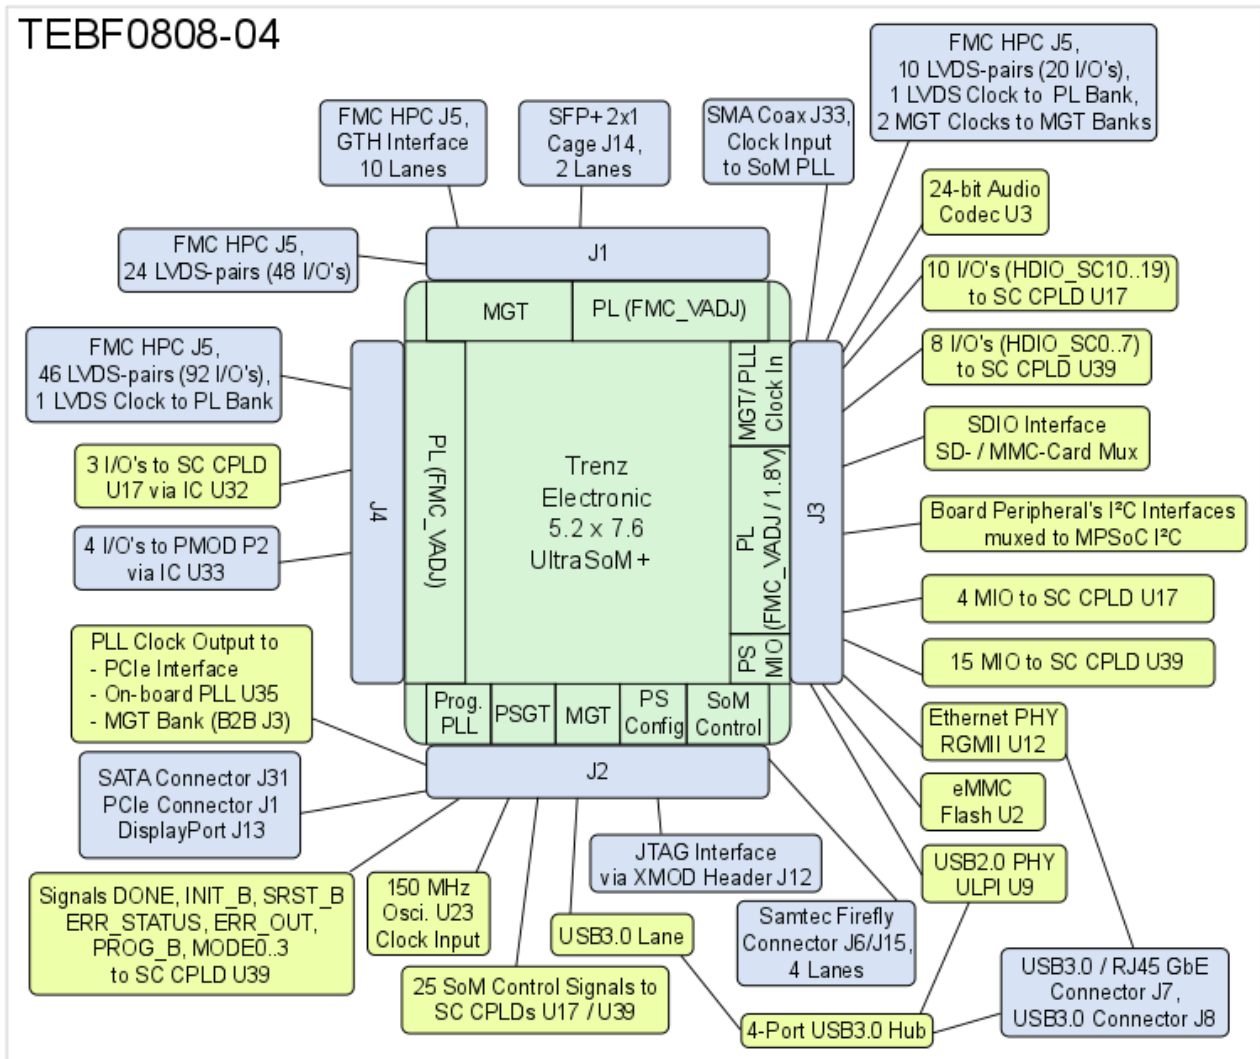 TEBF0808-04
FMC HPC J5,
10 LVDS-pairs (20 I/O's),
1 LVDS Clock to PL Bank,
2 MGT Clocks to MGT Banks
FMC HPC J5,
GTH Interface
10 Lanes
SFP+ 2x1
Cage J14,
2 Lanes
SMA Coax J33,
Clock Input
to SoM PLL
24-bit Audio
Codec U3
FMC HPC J5,
24 LVDS-pairs (48 I/O's)
J1
10 I/O's (HDIO_SC10..19)
to SC CPLD U17
MGT
PL (FMC_VADJ)
FMC HPC J5,
46 LVDS-pairs (92 I/O's),
1 LVDS Clock to PL Bank
8 I/O's (HDIO_SC0..7)
to SC CPLD U39
MGT/ PLL
Clock In
SDIO Interface
SD- / MMC-Card Mux
3 I/O's to SC CPLD
U17 via IC U32
J4
PL (FMC_VADJ)
Trenz
Electronic
5.2 x 7.6
UltraSoM+
PL
(FMC_VADJ / 1.8V)
J3
Board Peripheral's I²C Interfaces
muxed to MPSoC I²C
4 I/O's to PMOD P2
via IC U33
4 MIO to SC CPLD U17
PS
MIO
15 MIO to SC CPLD U39
PLL Clock Output to
- PCIe Interface
- On-board PLL U35
- MGT Bank (B2B J3)
Prog.
PLL
PSGT
MGT
PS
Config
SoM
Control
Ethernet PHY
RGMII U12
J2
SATA Connector J31
PCIe Connector J1
DisplayPort J13
eMMC
Flash U2
JTAG Interface
via XMOD Header J12
USB2.0 PHY
ULPI U9
Signals DONE, INIT_B, SRST_B
ERR_STATUS, ERR_OUT,
PROG_B, MODE0..3
to SC CPLD U39
150 MHz
Osci. U23
Clock Input
USB3.0 Lane
Samtec Firefly
Connector J6/J15,
4 Lanes
25 SoM Control Signals to
SC CPLDs U17 / U39
4-Port USB3.0 Hub
USB3.0 / RJ45 GbE
Connector J7,
USB3.0 Connector J8